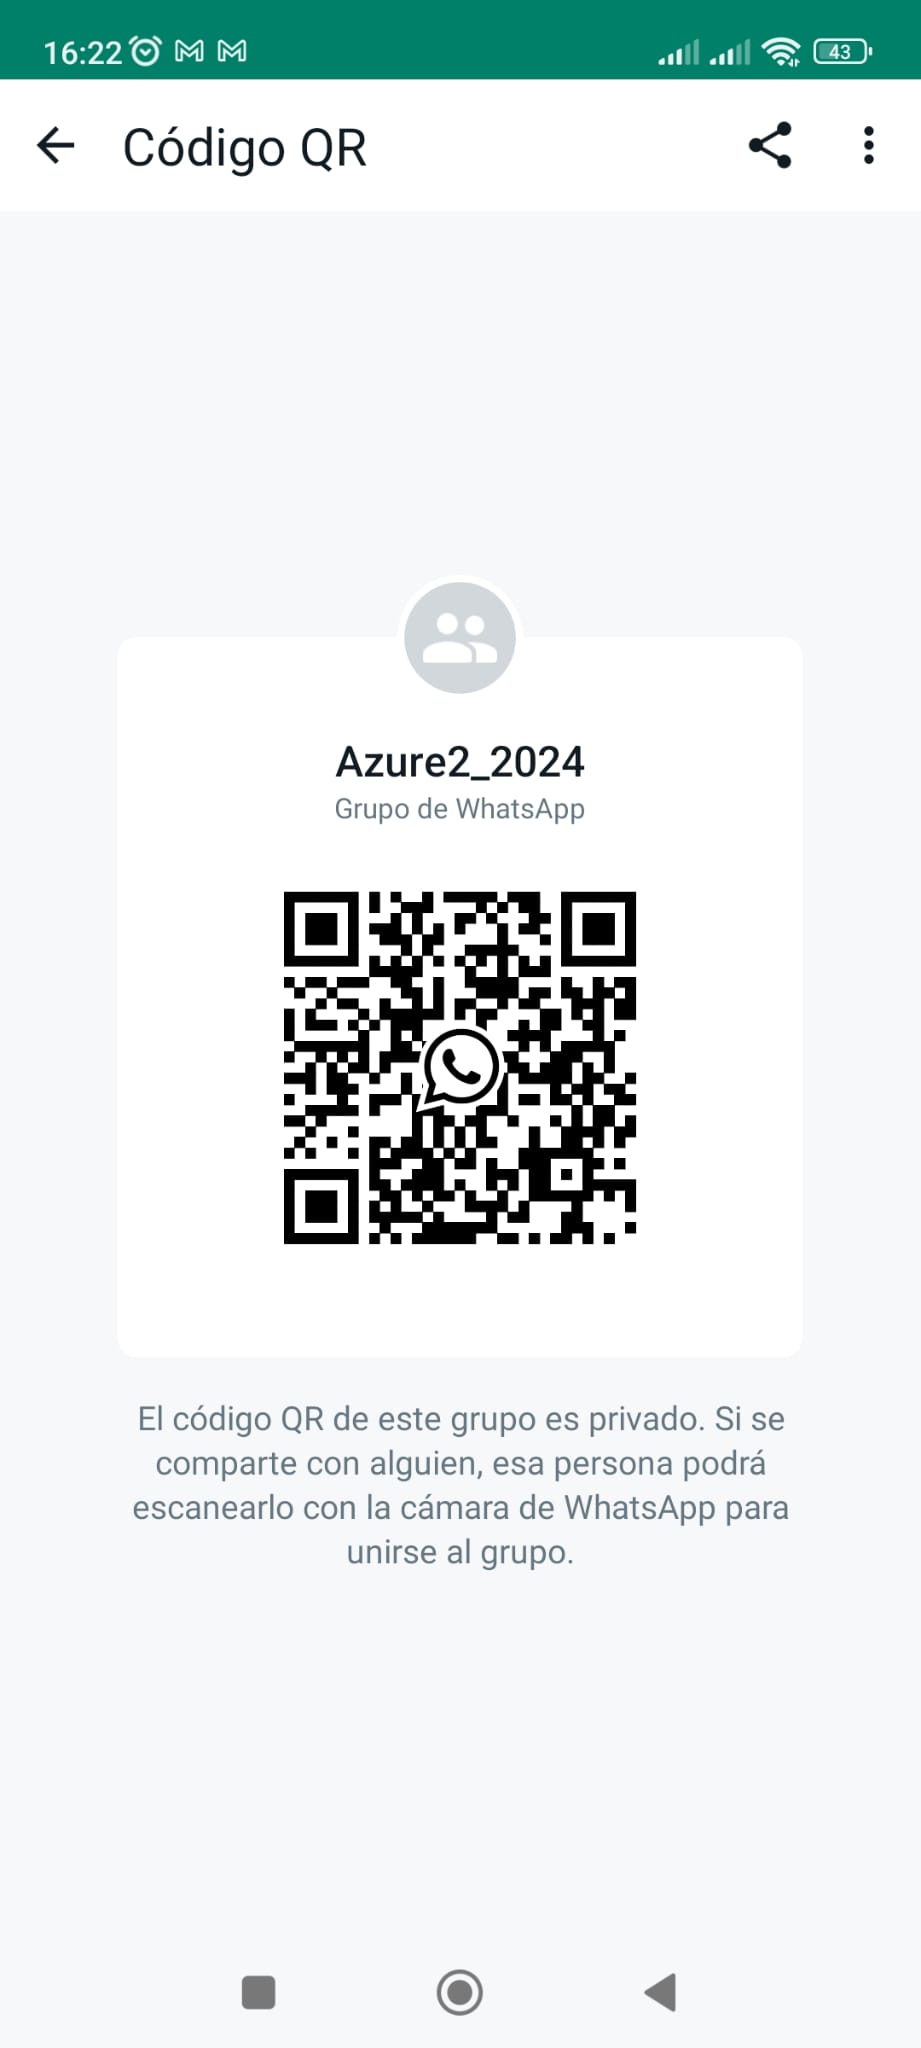 16:22
43
Código QR
Azure2_2024
Grupo de WhatsApp
El código QR de este grupo es privado. Si se
comparte con alguien, esa persona podrá
escanearlo con la cámara de WhatsApp para
unirse al grupo.